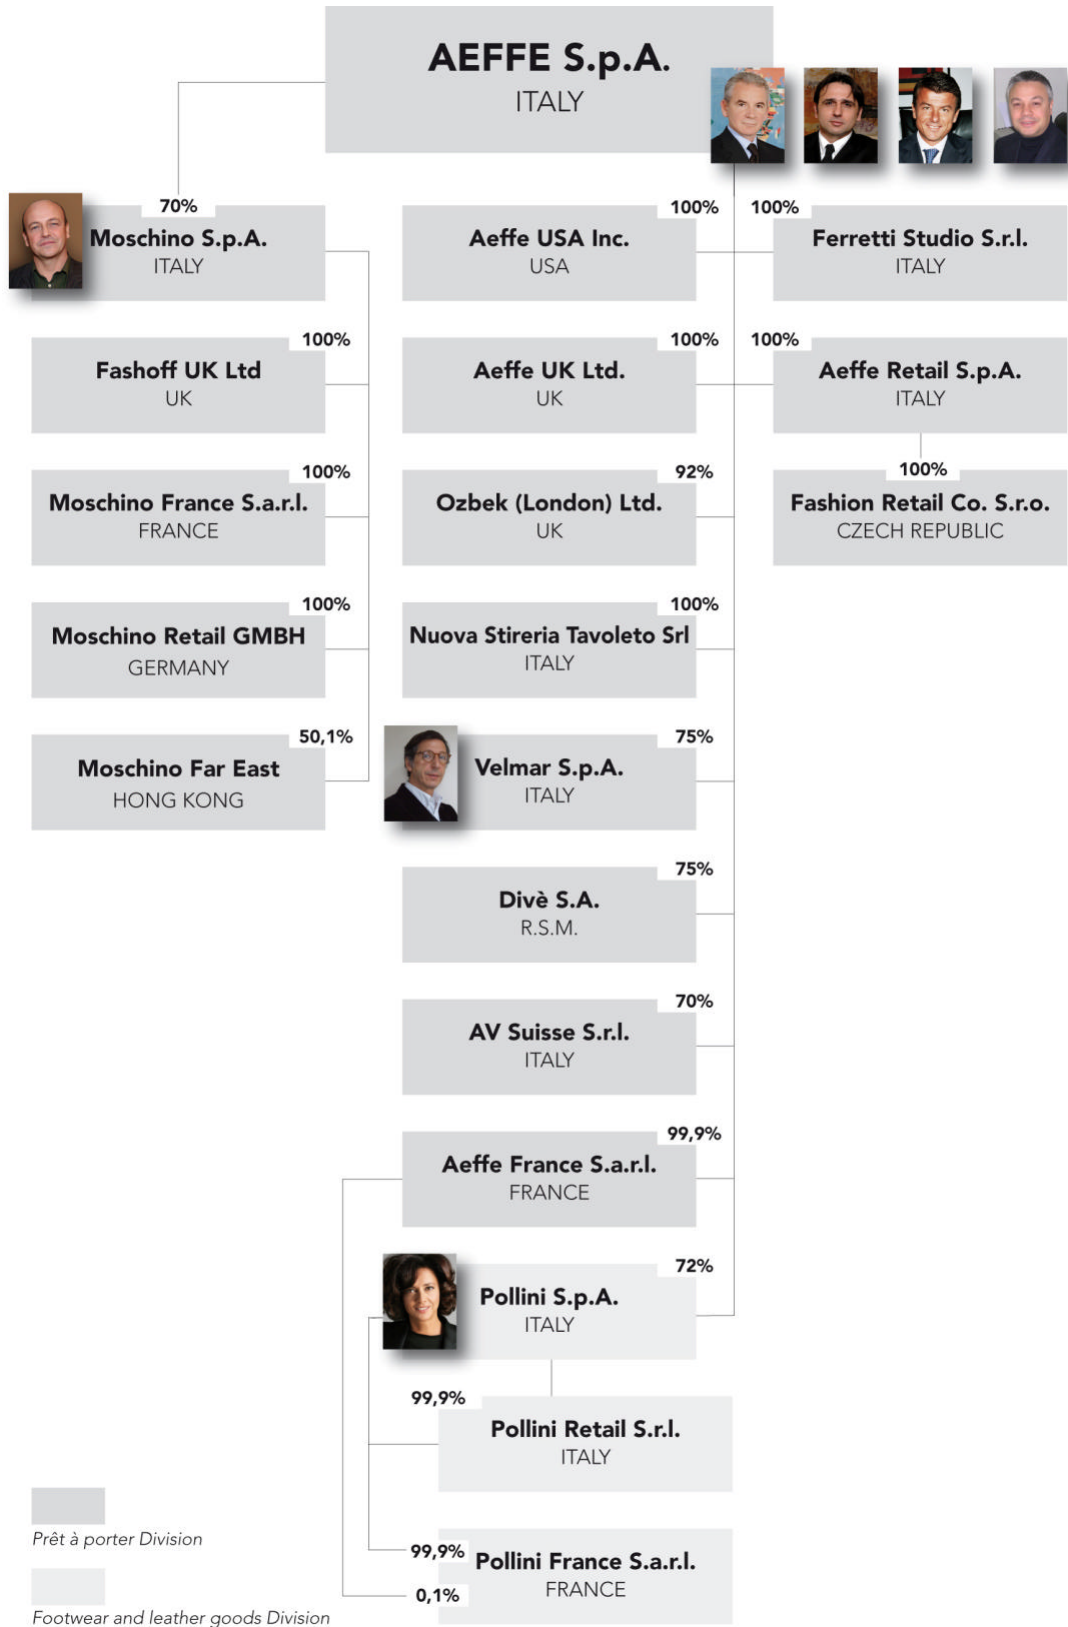 AEFFE S.p.A.
ITALY
70%
Moschino S.p.A.
ITALY
100%
Aeffe USA Inc.
USA
100%
Ferretti Studio S.r.l.
ITALY
100%
Fashoff UK Ltd
UK
100%
Aeffe UK Ltd.
UK
100%
Aeffe Retail S.p.A.
ITALY
100%
Moschino France S.a.r.l.
FRANCE
92%
Ozbek (London) Ltd.
UK
100%
Fashion Retail Co. S.r.o.
CZECH REPUBLIC
100%
Moschino Retail GMBH
GERMANY
100%
Nuova Stireria Tavoleto Srl
ITALY
50,1%
Moschino Far East
HONG KONG
75%
Velmar S.p.A.
ITALY
75%
Divè S.A.
R.S.M.
70%
AV Suisse S.r.l.
ITALY
99,9%
Aeffe France S.a.r.l.
FRANCE
72%
Pollini S.p.A.
ITALY
99,9%
Pollini Retail S.r.l.
ITALY
99,9%
0,1%
Pollini France S.a.r.l.
FRANCE
Prêt à porter Division
Footwear and leather goods Division